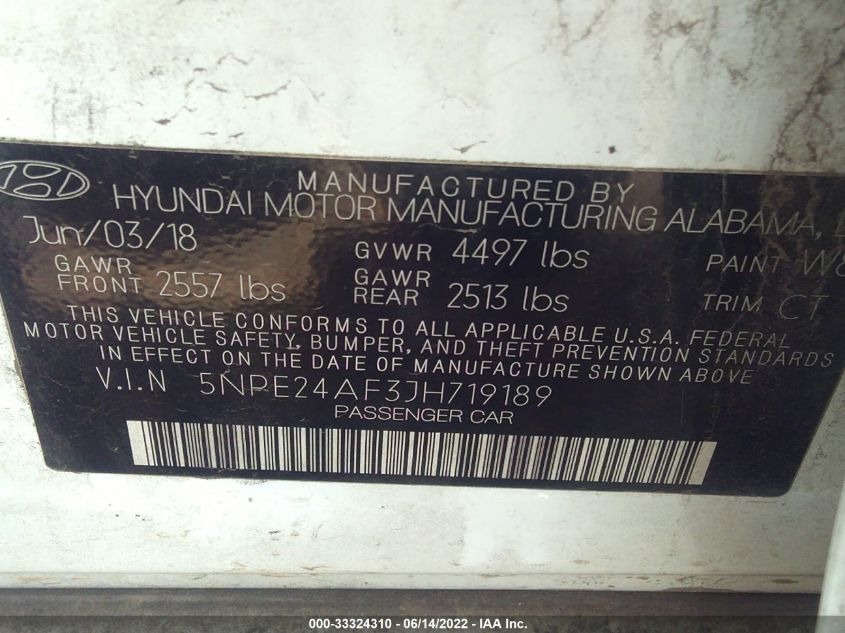 MANUFACTURED BY
HYUNDAI MOTOR MANUFACTURING ALABAMA,
Jun/03/18 GVWR 4497 lbs PAINT
GAWR FRONT 2557 lbs GAWR REAR 2513 lbs TRIM CT
THIS VEHICLE CONFORMS TO ALL APPLICABLE U.S.A. FEDERAL
MOTOR VEHICLE SAFETY, BUMPER, AND THEFT PREVENTION STANDARDS
IN EFFECT ON THE DATE OF MANUFACTURE SHOWN ABOVE
V.I.N 5NPE24AF3JH719189
PASSENGER CAR
000-33324310 - 06/14/2022 - IAA Inc.